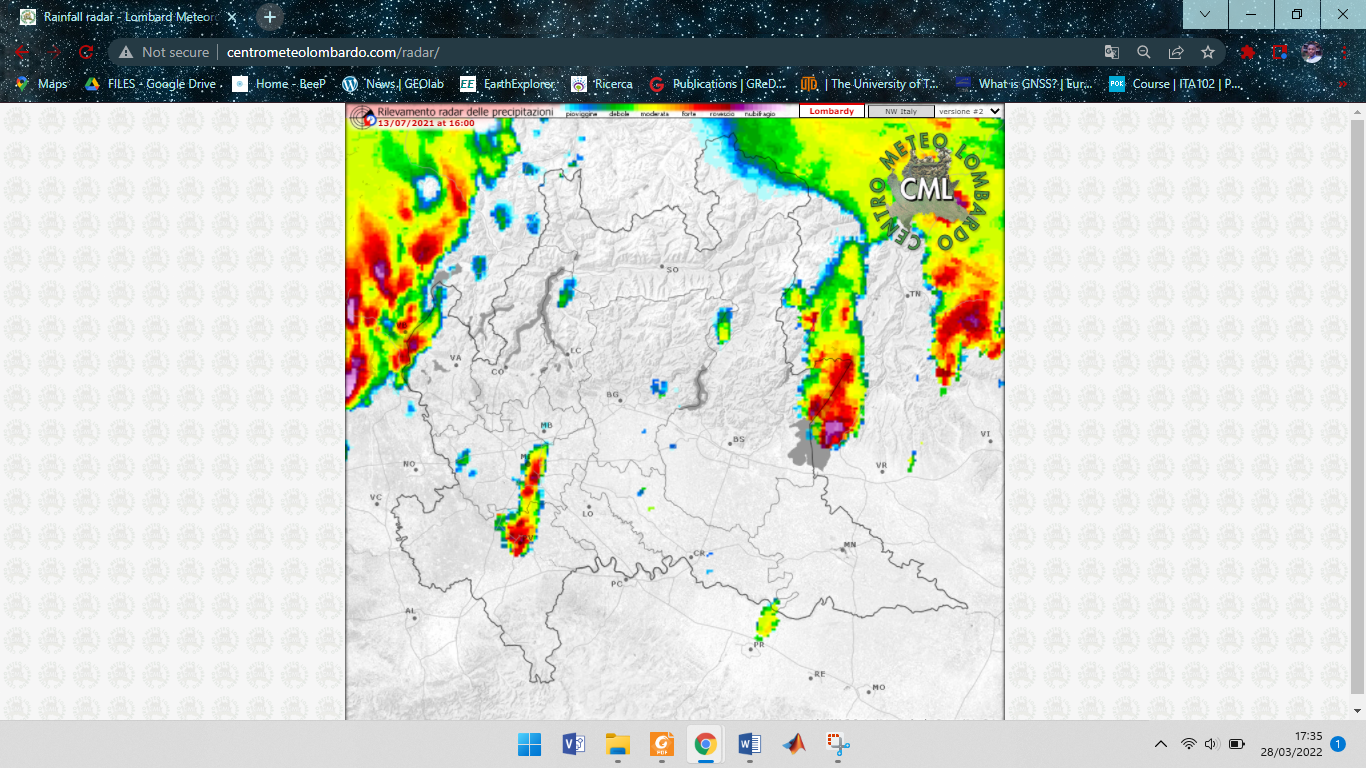 Rainfall radar - Lombard Meteor
Not secure
centrometeolombardo.com/radar/
Maps
FILES - Google Drive
Home - BeeP
News | GEOlab
EE
EarthExplorer
Ricerca
Publications | GReD...
The University of T...
What is GNSS? | Eur...
POK
Course | ITA102 | P...
»
Rilevamento radar delle precipitazioni
pioviggine debole moderata forte rovescio nubifragio
Lombardy
NW Italy
versione #2
13/07/2021 at 16:00
CENTRO METEO LOMBARDO
CML
SO
TN
LC
VA
CO
BG
MB
BS
VI
NO
VR
VC
LO
MN
CR
PC
AL
PR
RE
MO
17:35
28/03/2022
1